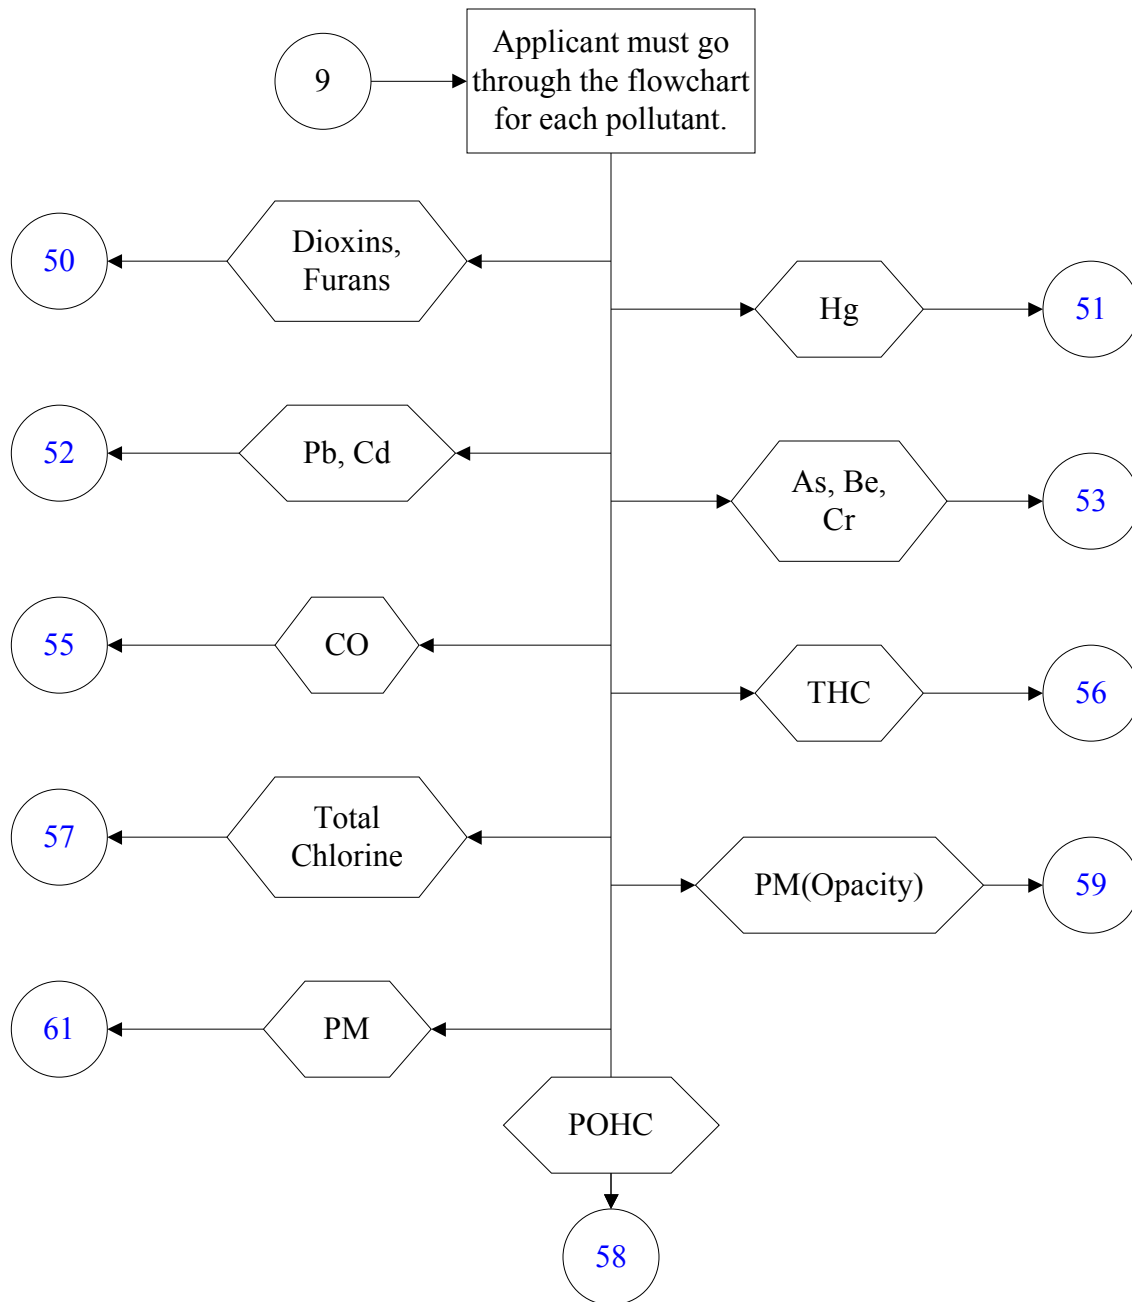 9
Applicant must go
through the flowchart
for each pollutant.
50
Dioxins,
Furans
Hg
51
52
Pb, Cd
As, Be,
Cr
53
55
CO
THC
56
57
Total
Chlorine
PM(Opacity)
59
61
PM
POHC
58